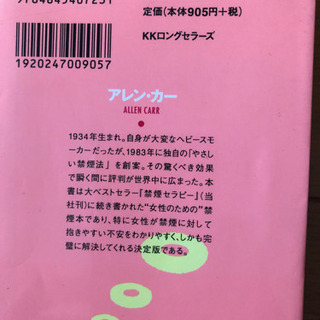 定価(本体905円+税)
KKロングセラーズ
1920247009057
アレン・カー
ALLEN CARR
1934年生まれ。自身が大変なヘビースモ
ーカーだったが、1983年に独自の「やさし
い禁煙法」を創案。その驚くべき効果
で瞬く間に評判が世界中に広まった。本
書は大ベストセラー「禁煙セラピー」(当
社刊)に続き書かれた“女性のための”禁
煙本であり、特に女性が禁煙に対して
抱きやすい不安をわかりやすく、しかも完
璧に解決してくれる決定版である。